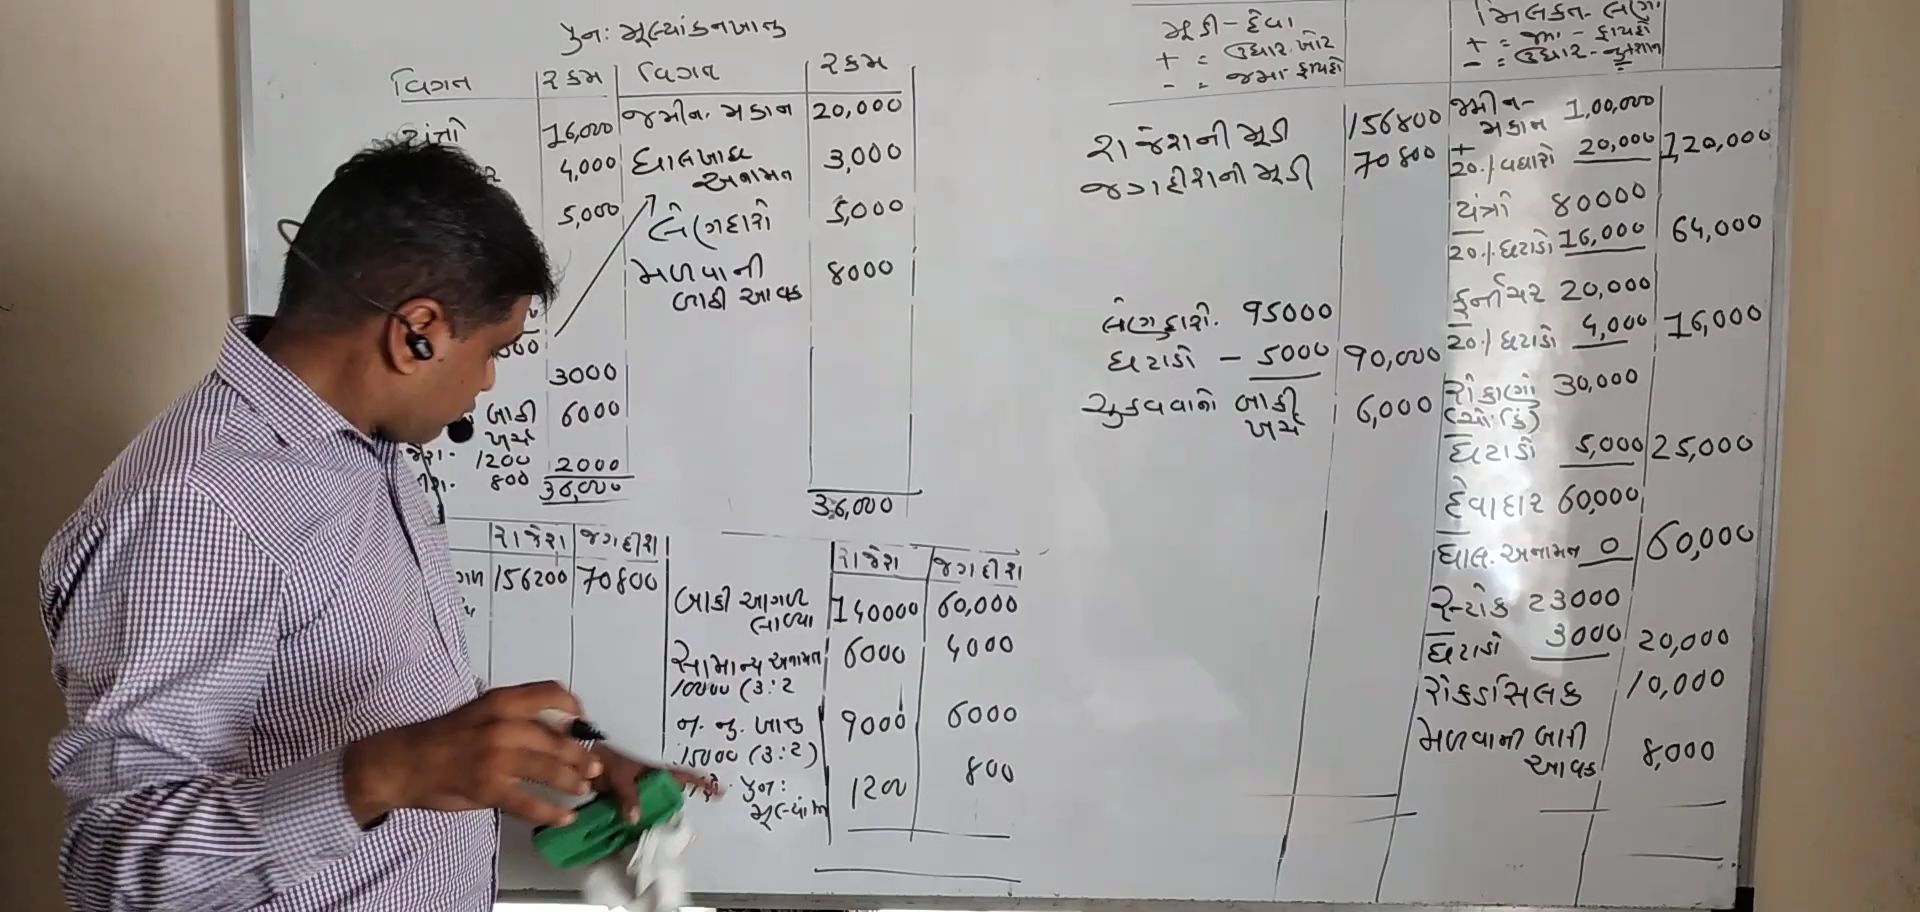 પુન: મૂલ્યાંકનખાતુ
વિગત રકમ વિગત રકમ
યંત્રો 16,000 જમીન. મકાન 20,000
4,000 ઘાલખાધ અનામત 3,000
5,000 લેણદારો 5,000
મળવાની બાકી આવક 8000
3000
બાકી ખર્ચ 6000
1200
800 2000
36,000 36,000
રાજેશ જગદીશ
156200 70800
રાજેશ જગદીશ
બાકી આગળ લાવ્યા 140000 60,000
સામાન્ય અનામત 6000 4000
10000 (3:2
ન. નુ. ખાતુ 9000 6000
15000 (3:2)
પુન: મૂલ્યાંકન 1200 800
મૂડી-દેવા
+ = ઉધાર ખોટ
- = જમા ફાયદો
રાજેશની મૂડી 156800
જગદીશની મૂડી 70800
લેણદારો. 95000
ઘટાડો - 5000 90,000
ચુકવવાનો બાકી ખર્ચ 6,000
મિલકત-લેણા
+ = જમા - ફાયદો
- = ઉધાર - નુકશાન
જમીન-મકાન 1,00,000
+ 20% વધારો 20,000 1,20,000
યંત્રો 80000
20% ઘટાડો 16,000 64,000
ફર્નીચર 20,000
20% ઘટાડો 4,000 16,000
રોકાણો 30,000
ઘટાડો 5,000 25,000
દેવાદાર 60,000
ઘાલ. અનામત 0 60,000
સ્ટોક 23000
ઘટાડો 3000 20,000
રોકડસિલક 10,000
મળવાની બાકી આવક 8,000